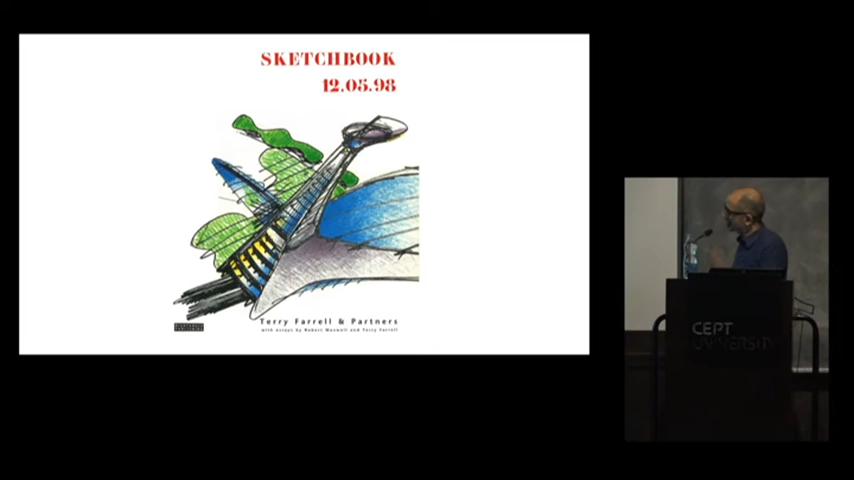 SKETCHBOOK
12.05.98
Terry Farrell & Partners
with essays by Robert Maxwell and Terry Farrell
CEPT
UNIVERSITY